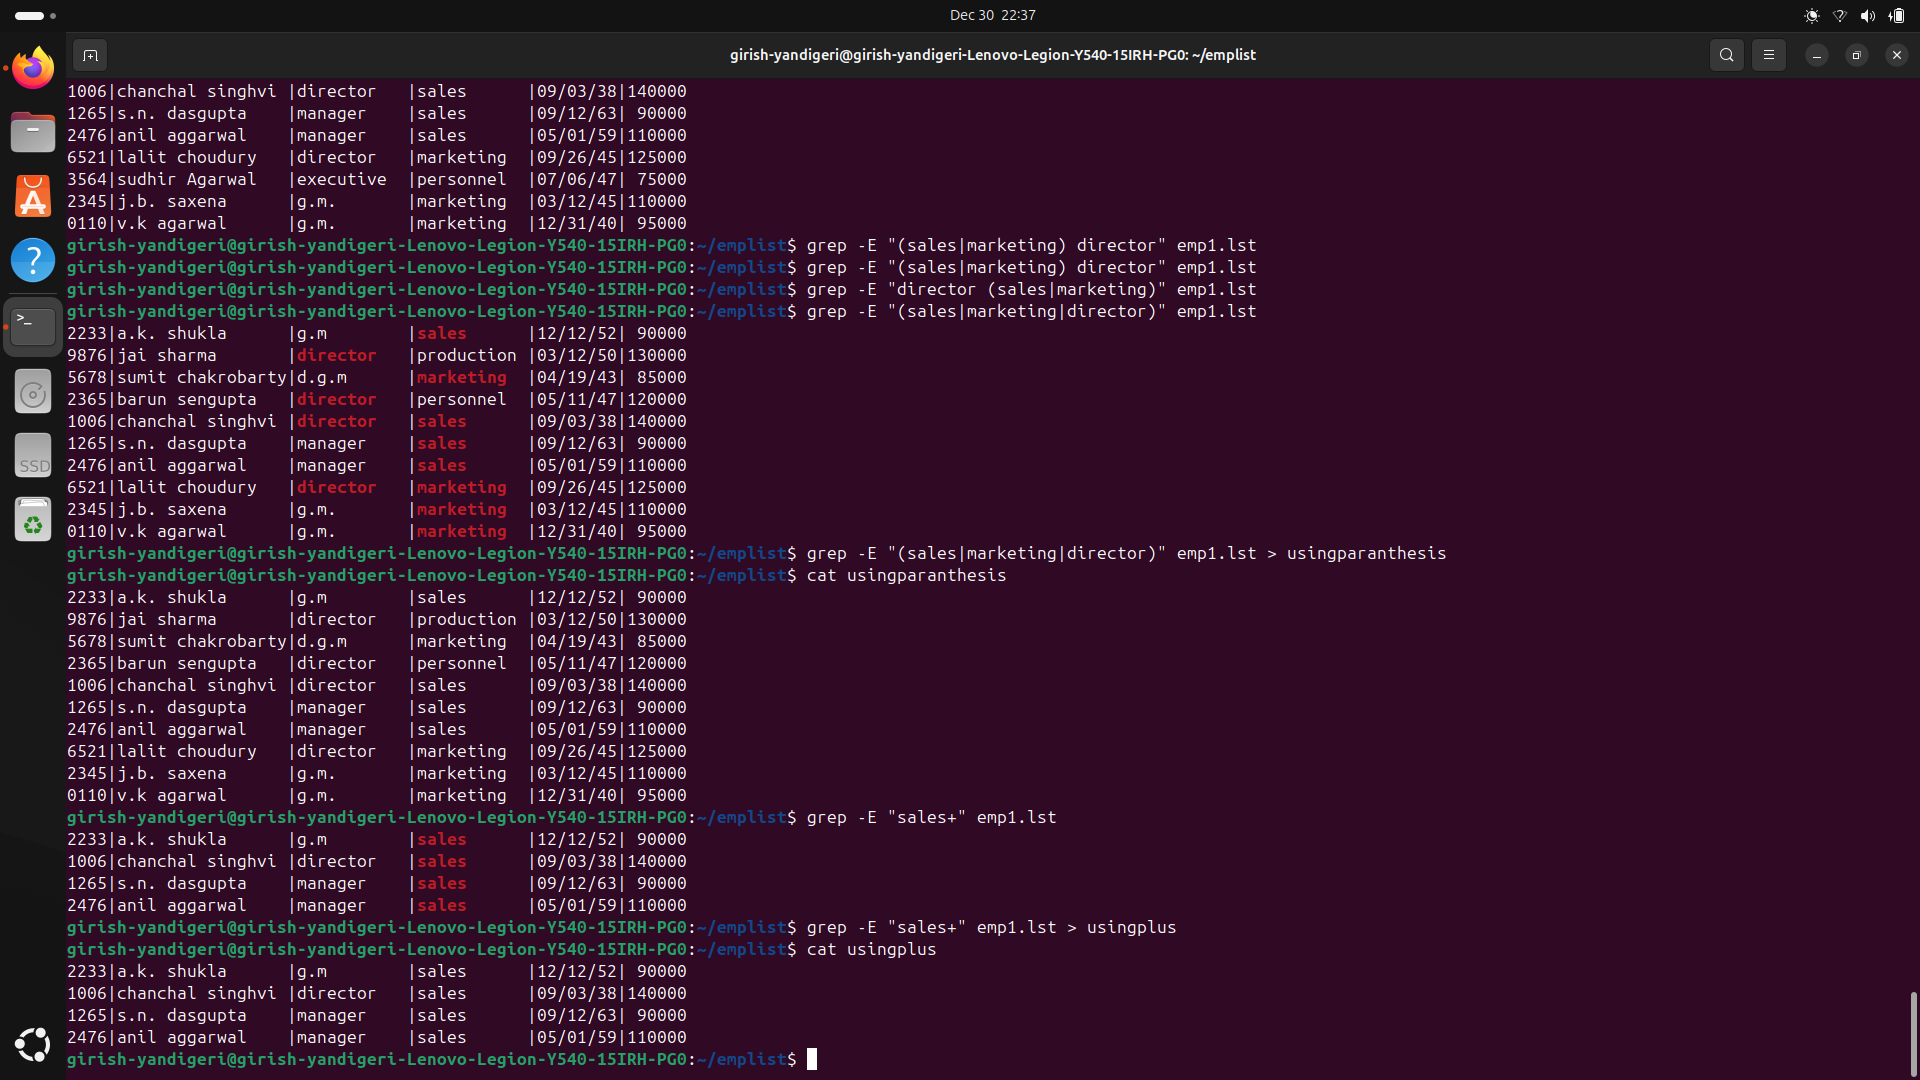 Dec 30 22:37
girish-yandigeri@girish-yandigeri-Lenovo-Legion-Y540-15IRH-PG0: ~/emplist
1006|chanchal singhvi |director   |sales      |09/03/38|140000
1265|s.n. dasgupta    |manager    |sales      |09/12/63| 90000
2476|anil aggarwal    |manager    |sales      |05/01/59|110000
6521|lalit choudury   |director   |marketing  |09/26/45|125000
3564|sudhir Agarwal   |executive  |personnel  |07/06/47| 75000
2345|j.b. saxena      |g.m.       |marketing  |03/12/45|110000
0110|v.k agarwal      |g.m.       |marketing  |12/31/40| 95000
girish-yandigeri@girish-yandigeri-Lenovo-Legion-Y540-15IRH-PG0:~/emplist$ grep -E "(sales|marketing) director" emp1.lst
girish-yandigeri@girish-yandigeri-Lenovo-Legion-Y540-15IRH-PG0:~/emplist$ grep -E "(sales|marketing) director" emp1.lst
girish-yandigeri@girish-yandigeri-Lenovo-Legion-Y540-15IRH-PG0:~/emplist$ grep -E "director (sales|marketing)" emp1.lst
girish-yandigeri@girish-yandigeri-Lenovo-Legion-Y540-15IRH-PG0:~/emplist$ grep -E "(sales|marketing|director)" emp1.lst
2233|a.k. shukla      |g.m        |sales      |12/12/52| 90000
9876|jai sharma       |director   |production |03/12/50|130000
5678|sumit chakrobarty|d.g.m      |marketing  |04/19/43| 85000
2365|barun sengupta   |director   |personnel  |05/11/47|120000
1006|chanchal singhvi |director   |sales      |09/03/38|140000
1265|s.n. dasgupta    |manager    |sales      |09/12/63| 90000
2476|anil aggarwal    |manager    |sales      |05/01/59|110000
6521|lalit choudury   |director   |marketing  |09/26/45|125000
2345|j.b. saxena      |g.m.       |marketing  |03/12/45|110000
0110|v.k agarwal      |g.m.       |marketing  |12/31/40| 95000
girish-yandigeri@girish-yandigeri-Lenovo-Legion-Y540-15IRH-PG0:~/emplist$ grep -E "(sales|marketing|director)" emp1.lst > usingparanthesis
girish-yandigeri@girish-yandigeri-Lenovo-Legion-Y540-15IRH-PG0:~/emplist$ cat usingparanthesis
2233|a.k. shukla      |g.m        |sales      |12/12/52| 90000
9876|jai sharma       |director   |production |03/12/50|130000
5678|sumit chakrobarty|d.g.m      |marketing  |04/19/43| 85000
2365|barun sengupta   |director   |personnel  |05/11/47|120000
1006|chanchal singhvi |director   |sales      |09/03/38|140000
1265|s.n. dasgupta    |manager    |sales      |09/12/63| 90000
2476|anil aggarwal    |manager    |sales      |05/01/59|110000
6521|lalit choudury   |director   |marketing  |09/26/45|125000
2345|j.b. saxena      |g.m.       |marketing  |03/12/45|110000
0110|v.k agarwal      |g.m.       |marketing  |12/31/40| 95000
girish-yandigeri@girish-yandigeri-Lenovo-Legion-Y540-15IRH-PG0:~/emplist$ grep -E "sales+" emp1.lst
2233|a.k. shukla      |g.m        |sales      |12/12/52| 90000
1006|chanchal singhvi |director   |sales      |09/03/38|140000
1265|s.n. dasgupta    |manager    |sales      |09/12/63| 90000
2476|anil aggarwal    |manager    |sales      |05/01/59|110000
girish-yandigeri@girish-yandigeri-Lenovo-Legion-Y540-15IRH-PG0:~/emplist$ grep -E "sales+" emp1.lst > usingplus
girish-yandigeri@girish-yandigeri-Lenovo-Legion-Y540-15IRH-PG0:~/emplist$ cat usingplus
2233|a.k. shukla      |g.m        |sales      |12/12/52| 90000
1006|chanchal singhvi |director   |sales      |09/03/38|140000
1265|s.n. dasgupta    |manager    |sales      |09/12/63| 90000
2476|anil aggarwal    |manager    |sales      |05/01/59|110000
girish-yandigeri@girish-yandigeri-Lenovo-Legion-Y540-15IRH-PG0:~/emplist$
SSD